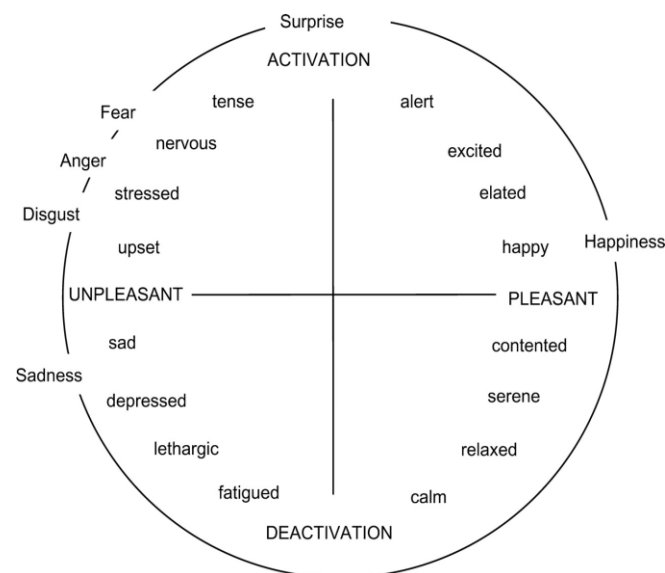 Surprise
ACTIVATION
tense
alert
Fear
nervous
excited
Anger
stressed
elated
Disgust
upset
happy
Happiness
UNPLEASANT
PLEASANT
sad
contented
Sadness
depressed
serene
lethargic
relaxed
fatigued
calm
DEACTIVATION